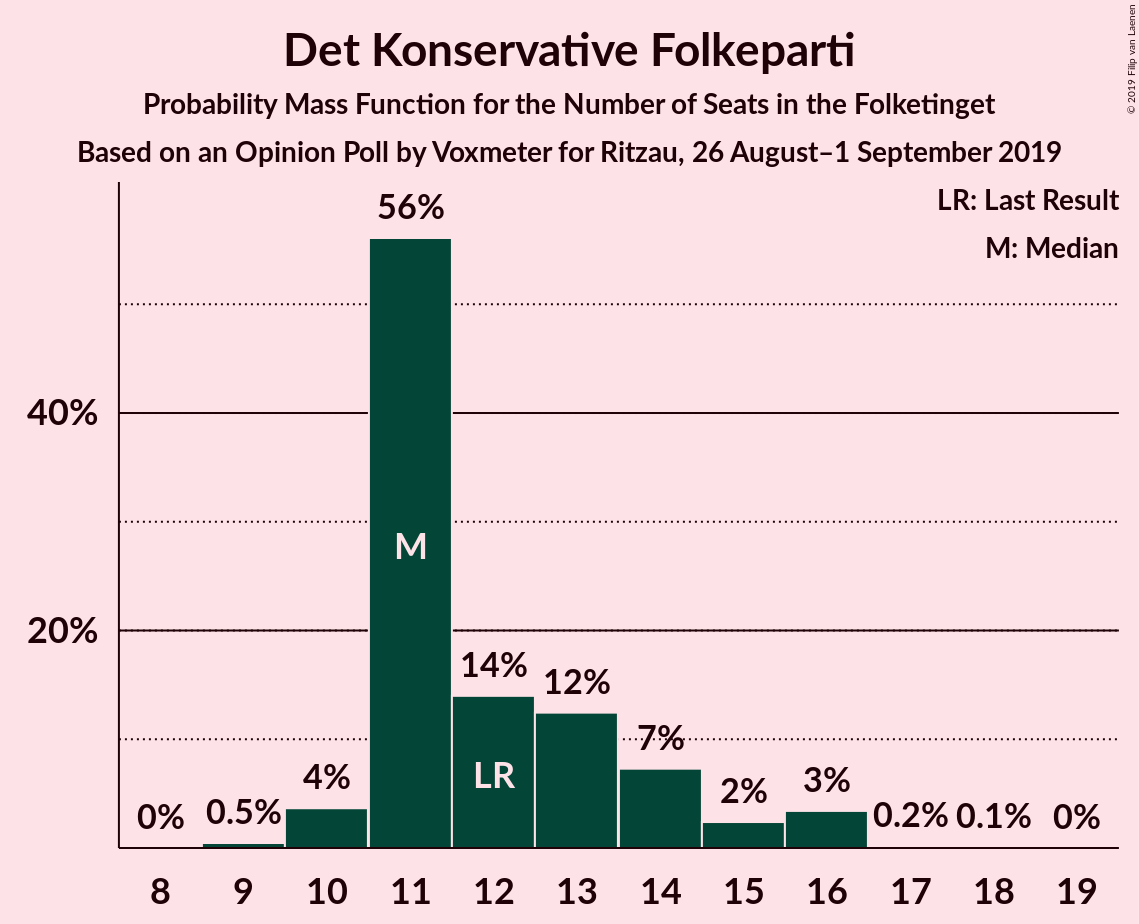 Det Konservative Folkeparti
Probability Mass Function for the Number of Seats in the Folketinget
Based on an Opinion Poll by Voxmeter for Ritzau, 26 August–1 September 2019
© 2019 Filip van Laenen
LR: Last Result
M: Median
56%
40%
M
20%
14%
12%
7%
LR
4%
2%
3%
0%
0.5%
0.2%
0.1%
0%
8 9 10 11 12 13 14 15 16 17 18 19